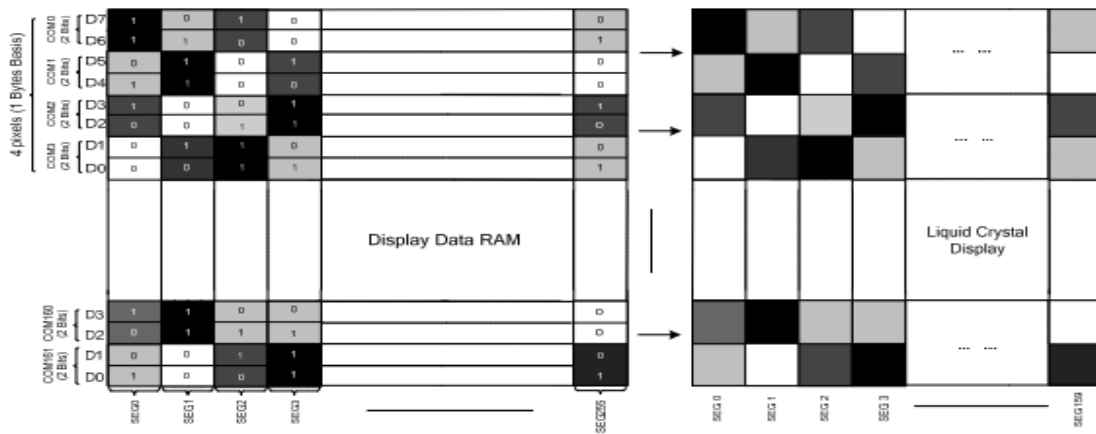 4 pixels (1 Bytes Basis)
COM0
(2 Bits)
D7 1 0 1 0 0
D6 1 1 0 0 1
COM1
(2 Bits)
D5 0 1 0 1 0
D4 1 1 0 0 0
COM2
(2 Bits)
D3 1 0 0 1 1
D2 0 0 1 1 0
COM3
(2 Bits)
D1 0 1 1 0 0
D0 0 0 1 1 1
Display Data RAM
COM160
(2 Bits)
D3 1 1 0 0 0
D2 0 1 1 1 0
COM161
(2 Bits)
D1 0 0 1 1 0
D0 1 0 0 1 1
SEG0 SEG1 SEG2 SEG3 SEG255
... ...
... ...
Liquid Crystal
Display
... ...
SEG 0 SEG 1 SEG 2 SEG 3 SEG159